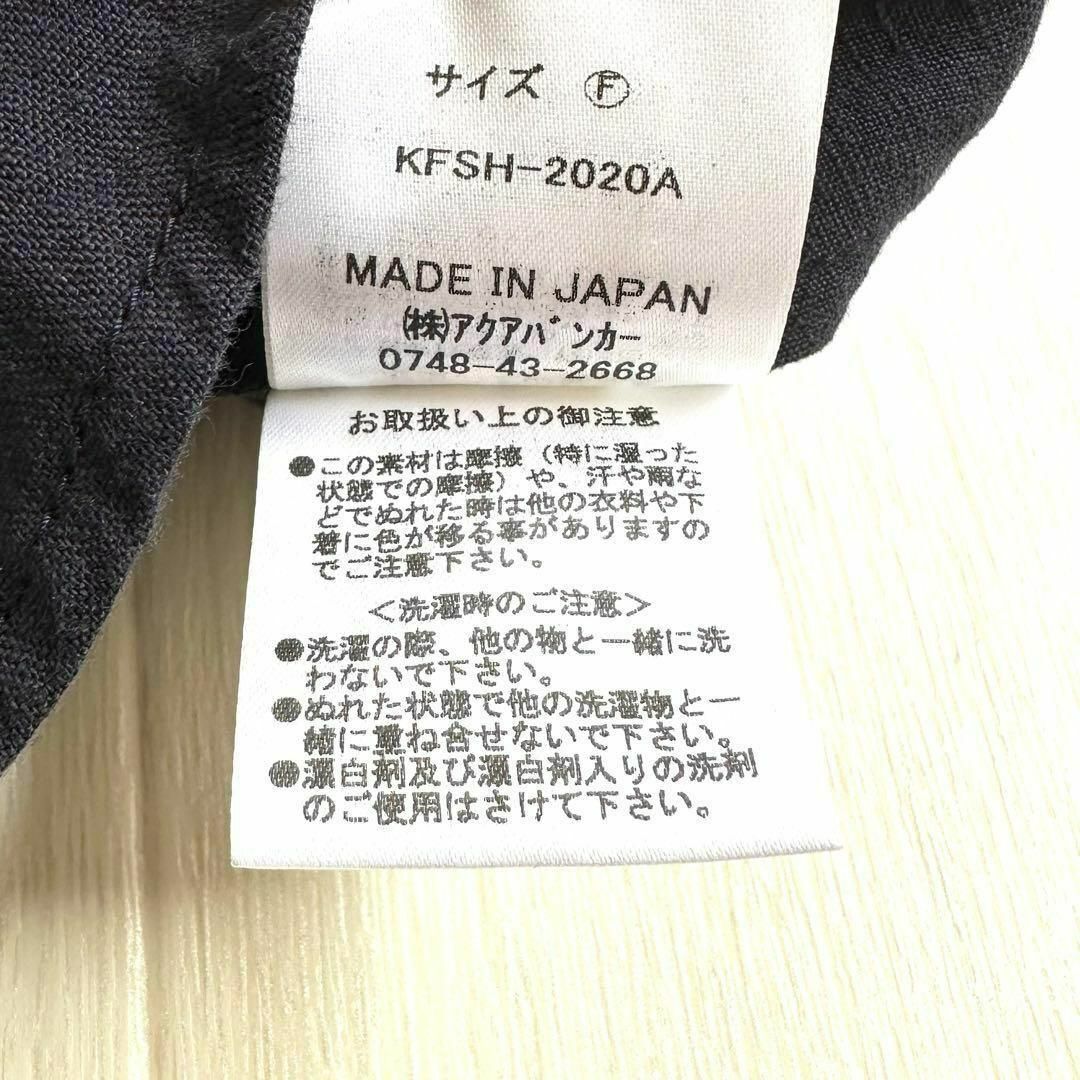 サイズ Ⓕ
KFSH-2020A
MADE IN JAPAN
(株)アクアバンカー
0748-43-2668
お取扱い上の御注意
●この素材は摩擦(特に湿った
状態での摩擦)や、汗や雨な
どでぬれた時は他の衣料や下
着に色が移る事がありますの
でご注意下さい。
<洗濯時のご注意>
●洗濯の際、他の物と一緒に洗
わないで下さい。
●ぬれた状態で他の洗濯物と一
緒に重ね合せないで下さい。
●漂白剤及び漂白剤入りの洗剤
のご使用はさけて下さい。